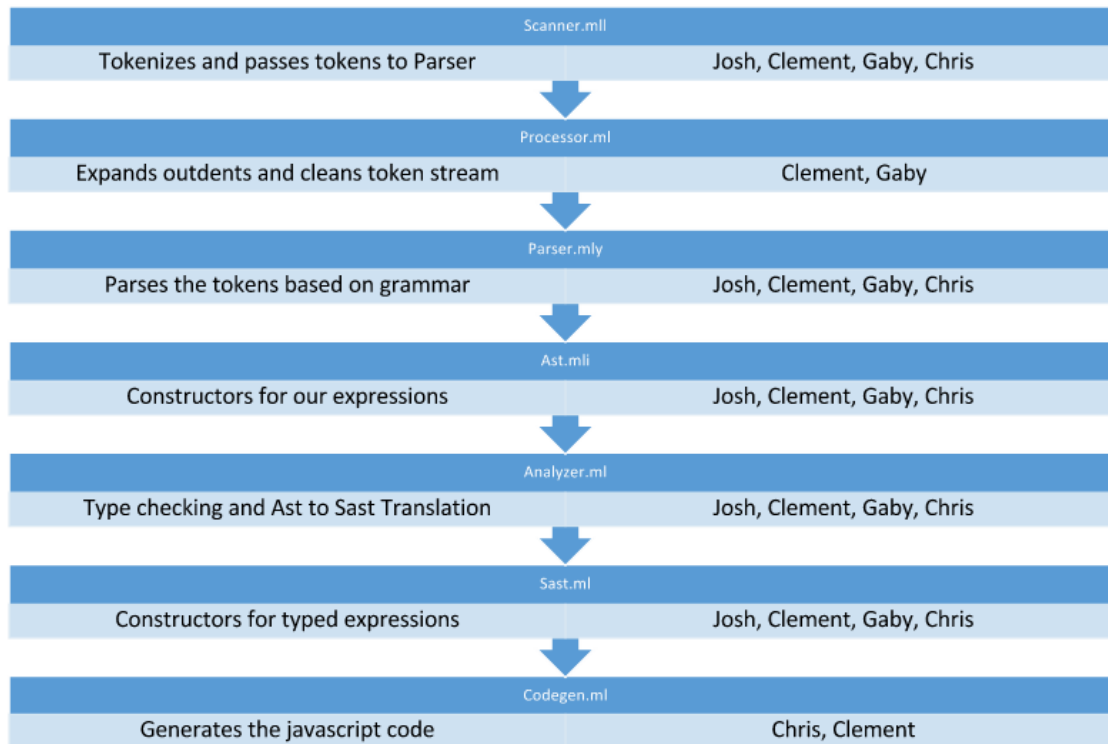 Scanner.mll
Tokenizes and passes tokens to Parser Josh, Clement, Gaby, Chris
Processor.ml
Expands outdents and cleans token stream Clement, Gaby
Parser.mly
Parses the tokens based on grammar Josh, Clement, Gaby, Chris
Ast.mli
Constructors for our expressions Josh, Clement, Gaby, Chris
Analyzer.ml
Type checking and Ast to Sast Translation Josh, Clement, Gaby, Chris
Sast.ml
Constructors for typed expressions Josh, Clement, Gaby, Chris
Codegen.ml
Generates the javascript code Chris, Clement